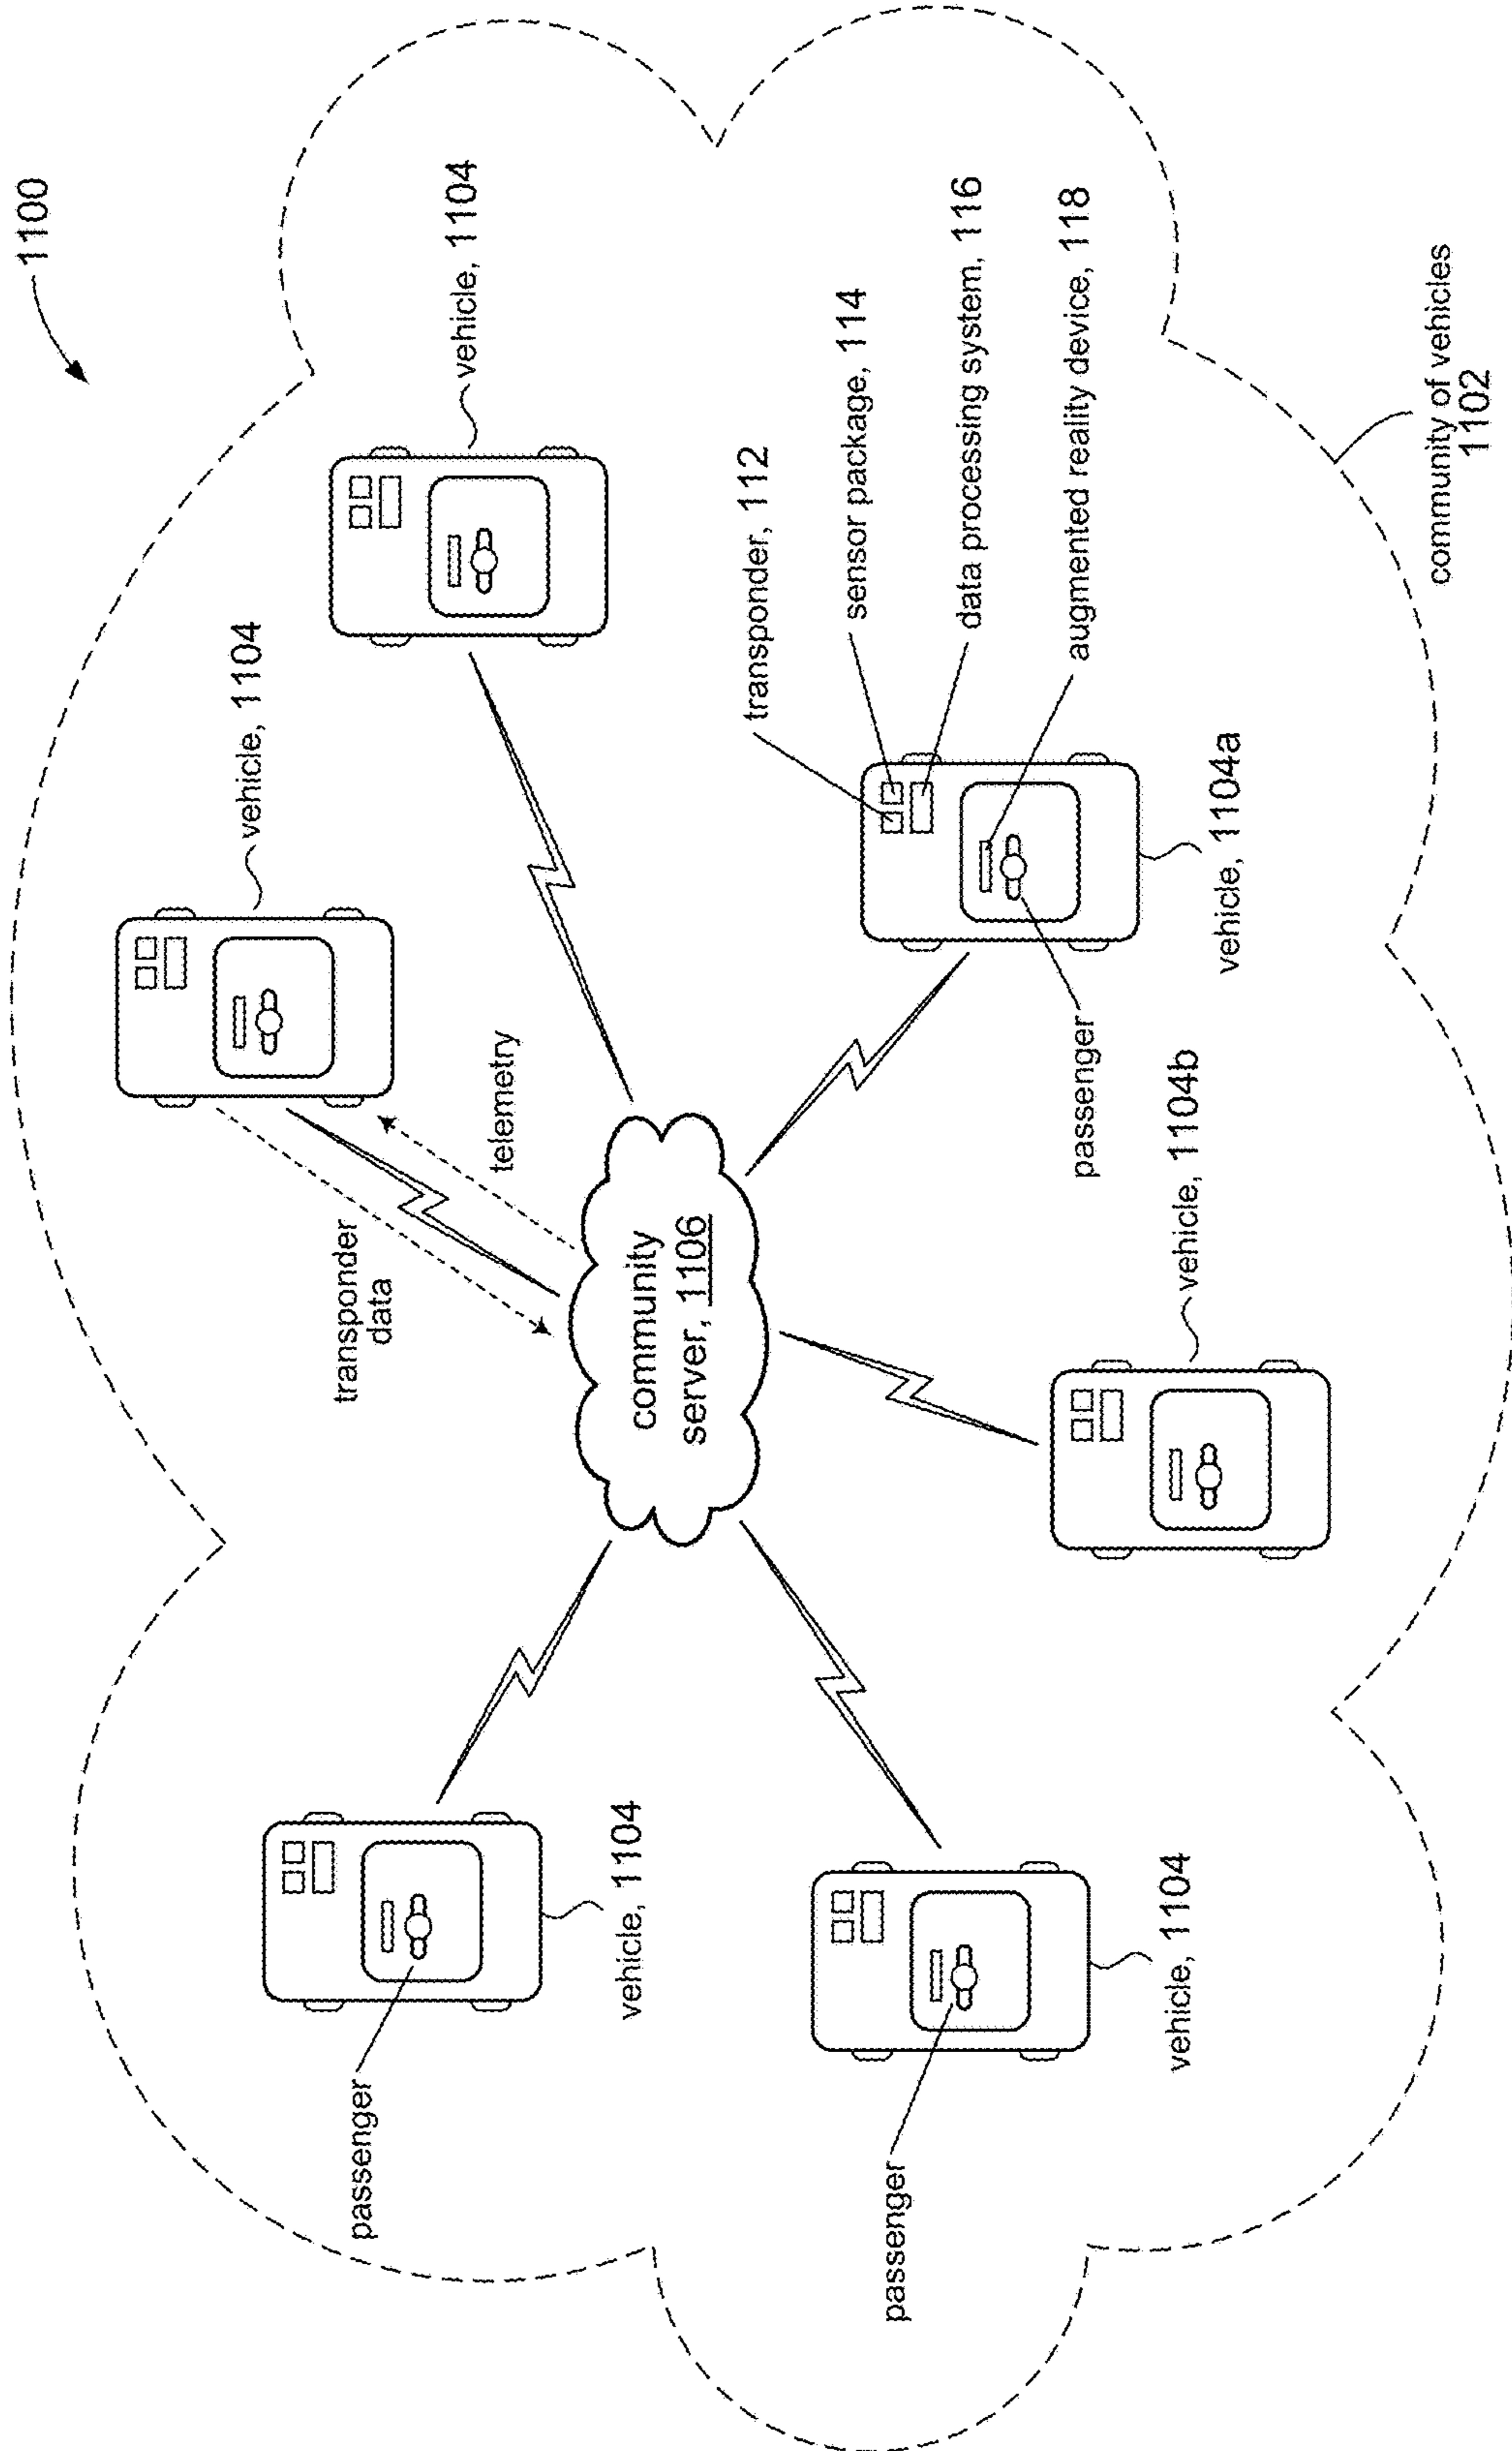 1100
vehicle, 1104
transponder
data
passenger
vehicle, 1104
telemetry
vehicle, 1104
community
server, 1106
transponder, 112
sensor package, 114
passenger
data processing system, 116
augmented reality device, 118
passenger
vehicle, 1104
vehicle, 1104b
vehicle, 1104a
community of vehicles
1102